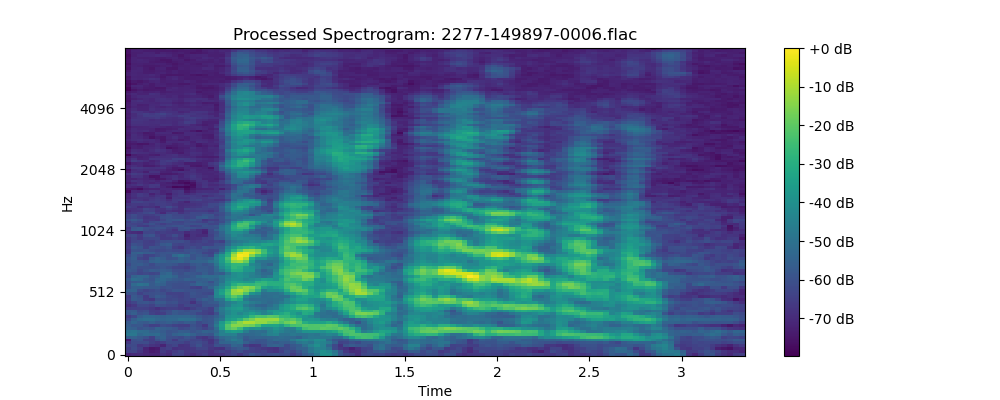 Processed Spectrogram: 2277-149897-0006.flac
+0 dB
-10 dB
-20 dB
-30 dB
-40 dB
-50 dB
-60 dB
-70 dB
4096
2048
1024
512
0
Hz
0
0.5
1
1.5
2
2.5
3
Time